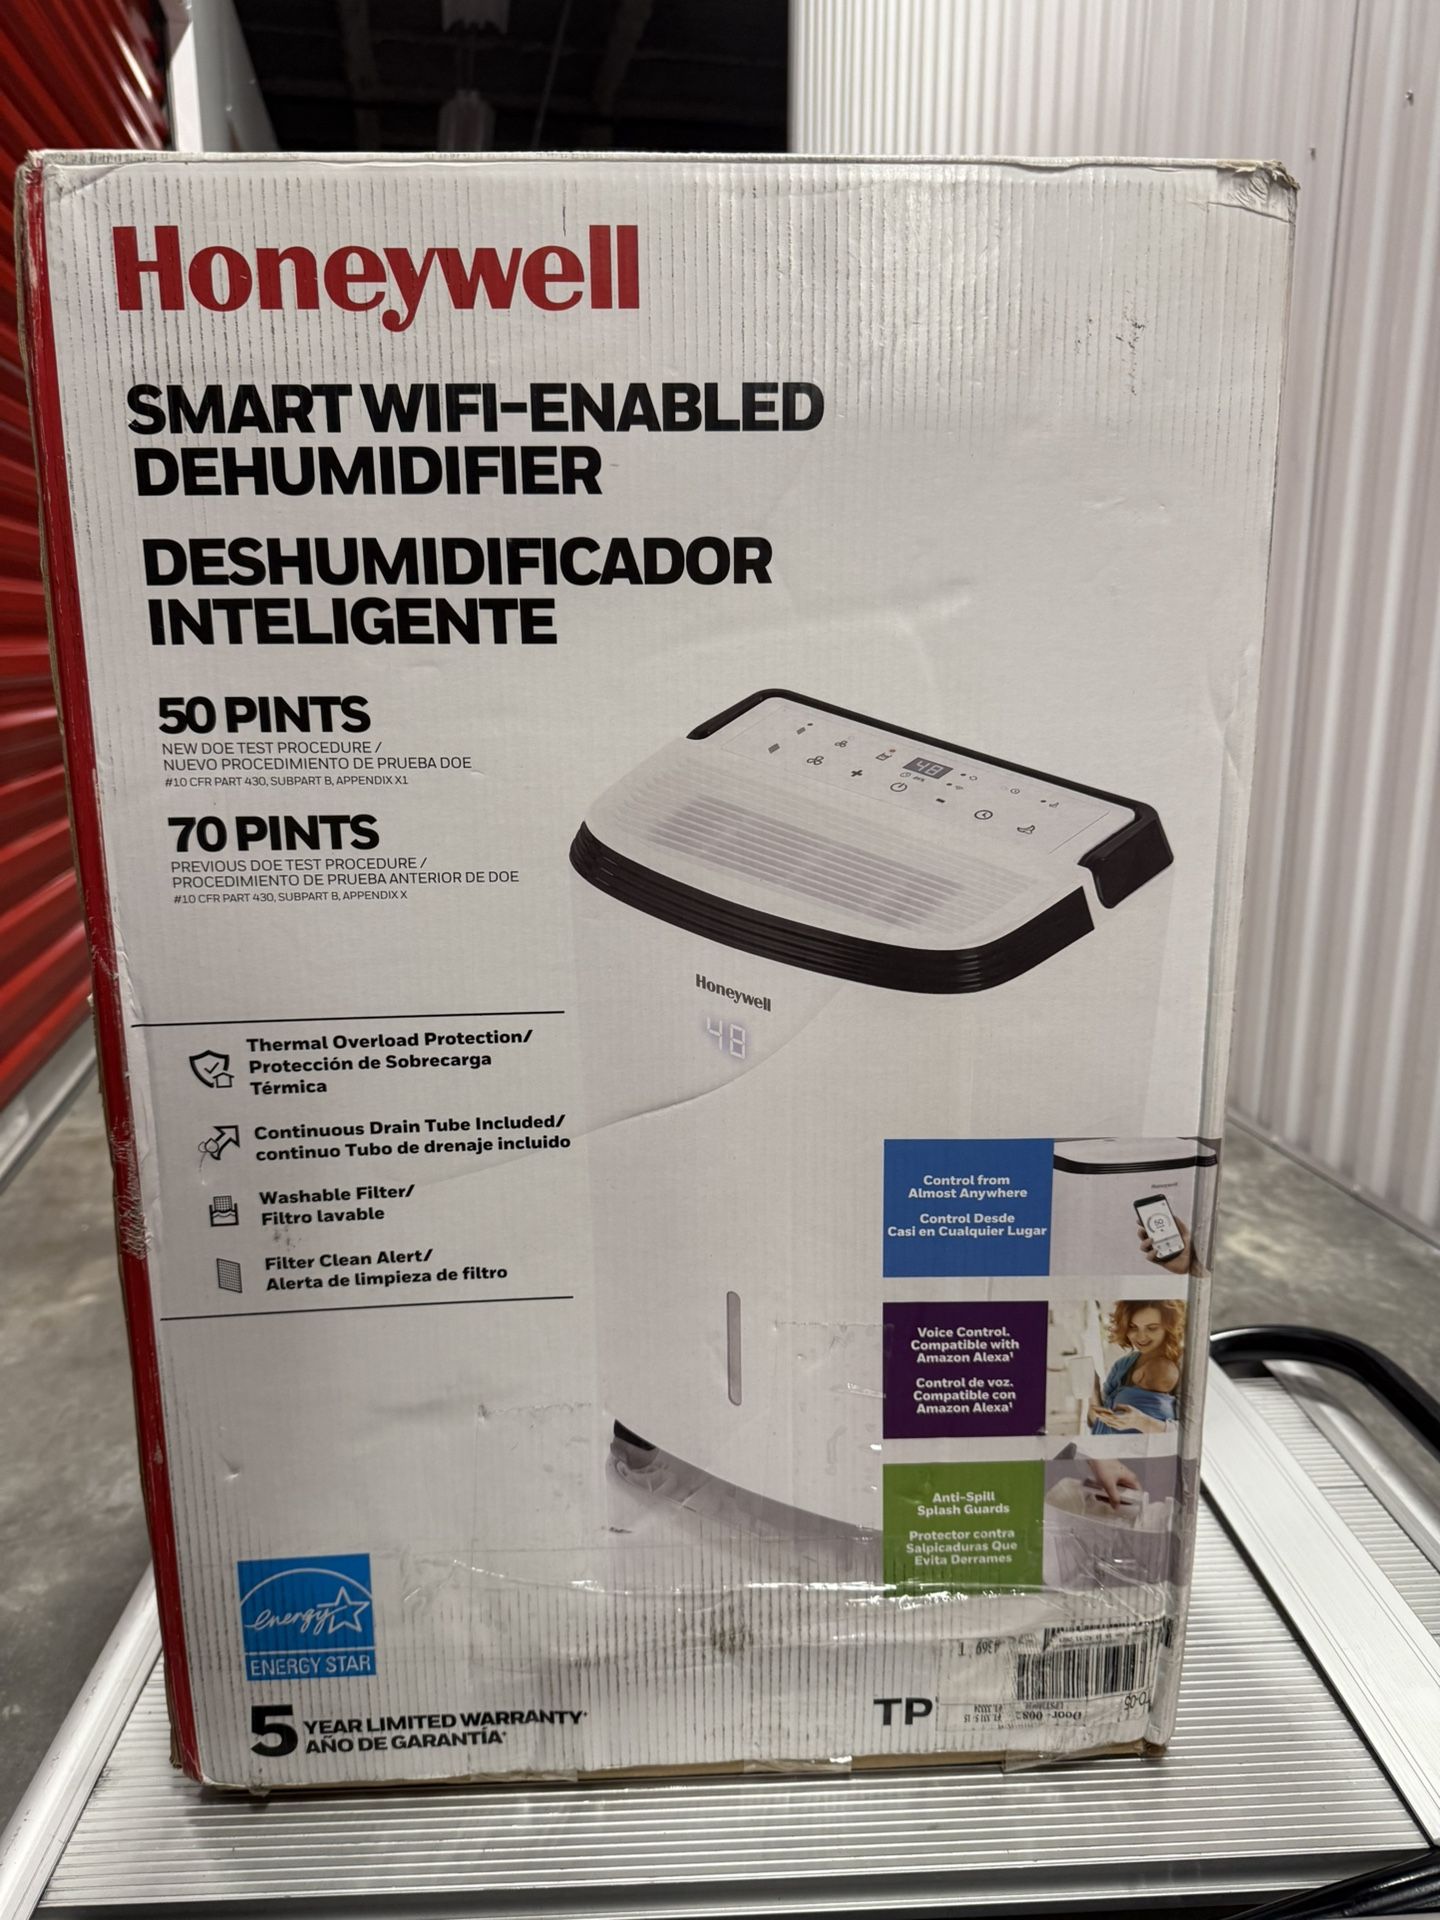 Honeywell
SMART WIFI-ENABLED
DEHUMIDIFIER
DESHUMIDIFICADOR
INTELIGENTE
50 PINTS
NEW DOE TEST PROCEDURE /
NUEVO PROCEDIMIENTO DE PRUEBA DOE
#10 CFR PART 430, SUBPART B, APPENDIX X1
70 PINTS
PREVIOUS DOE TEST PROCEDURE /
PROCEDIMIENTO DE PRUEBA ANTERIOR DE DOE
#10 CFR PART 430, SUBPART B, APPENDIX X
48
Honeywell
48
Thermal Overload Protection/
Protección de Sobrecarga
Térmica
Continuous Drain Tube Included/
continuo Tubo de drenaje incluido
Washable Filter/
Filtro lavable
Filter Clean Alert/
Alerta de limpieza de filtro
Control from
Almost Anywhere
Control Desde
Casi en Cualquier Lugar
Honeywell
Voice Control.
Compatible with
Amazon Alexa¹
Control de voz.
Compatible con
Amazon Alexa¹
Anti-Spill
Splash Guards
Protector contra
Salpicaduras Que
Evita Derrames
energy
ENERGY STAR
5 YEAR LIMITED WARRANTY*
AÑO DE GARANTÍA*
TP